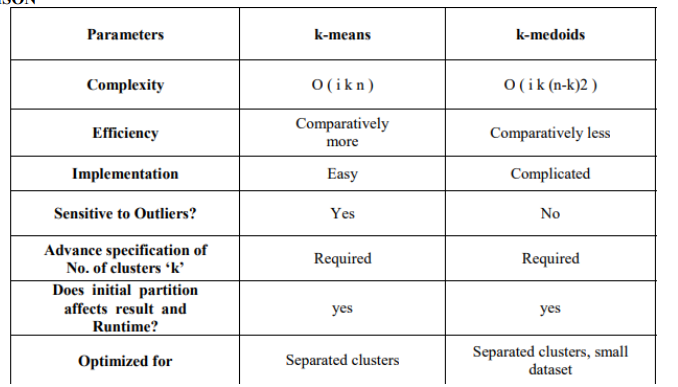 Parameters k-means k-medoids
Complexity O ( i k n ) O ( i k (n-k)2 )
Efficiency Comparatively more Comparatively less
Implementation Easy Complicated
Sensitive to Outliers? Yes No
Advance specification of
No. of clusters ‘k’ Required Required
Does initial partition
affects result and
Runtime? yes yes
Optimized for Separated clusters Separated clusters, small
dataset